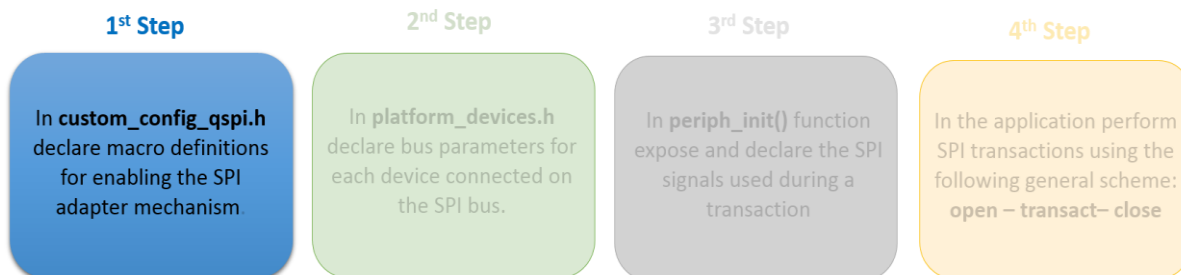 1st Step
In custom_config_qspi.h
declare macro definitions
for enabling the SPI
adapter mechanism.
2nd Step
In platform_devices.h
declare bus parameters for
each device connected on
the SPI bus.
3rd Step
In periph_init() function
expose and declare the SPI
signals used during a
transaction
4th Step
In the application perform
SPI transactions using the
following general scheme:
open – transact– close